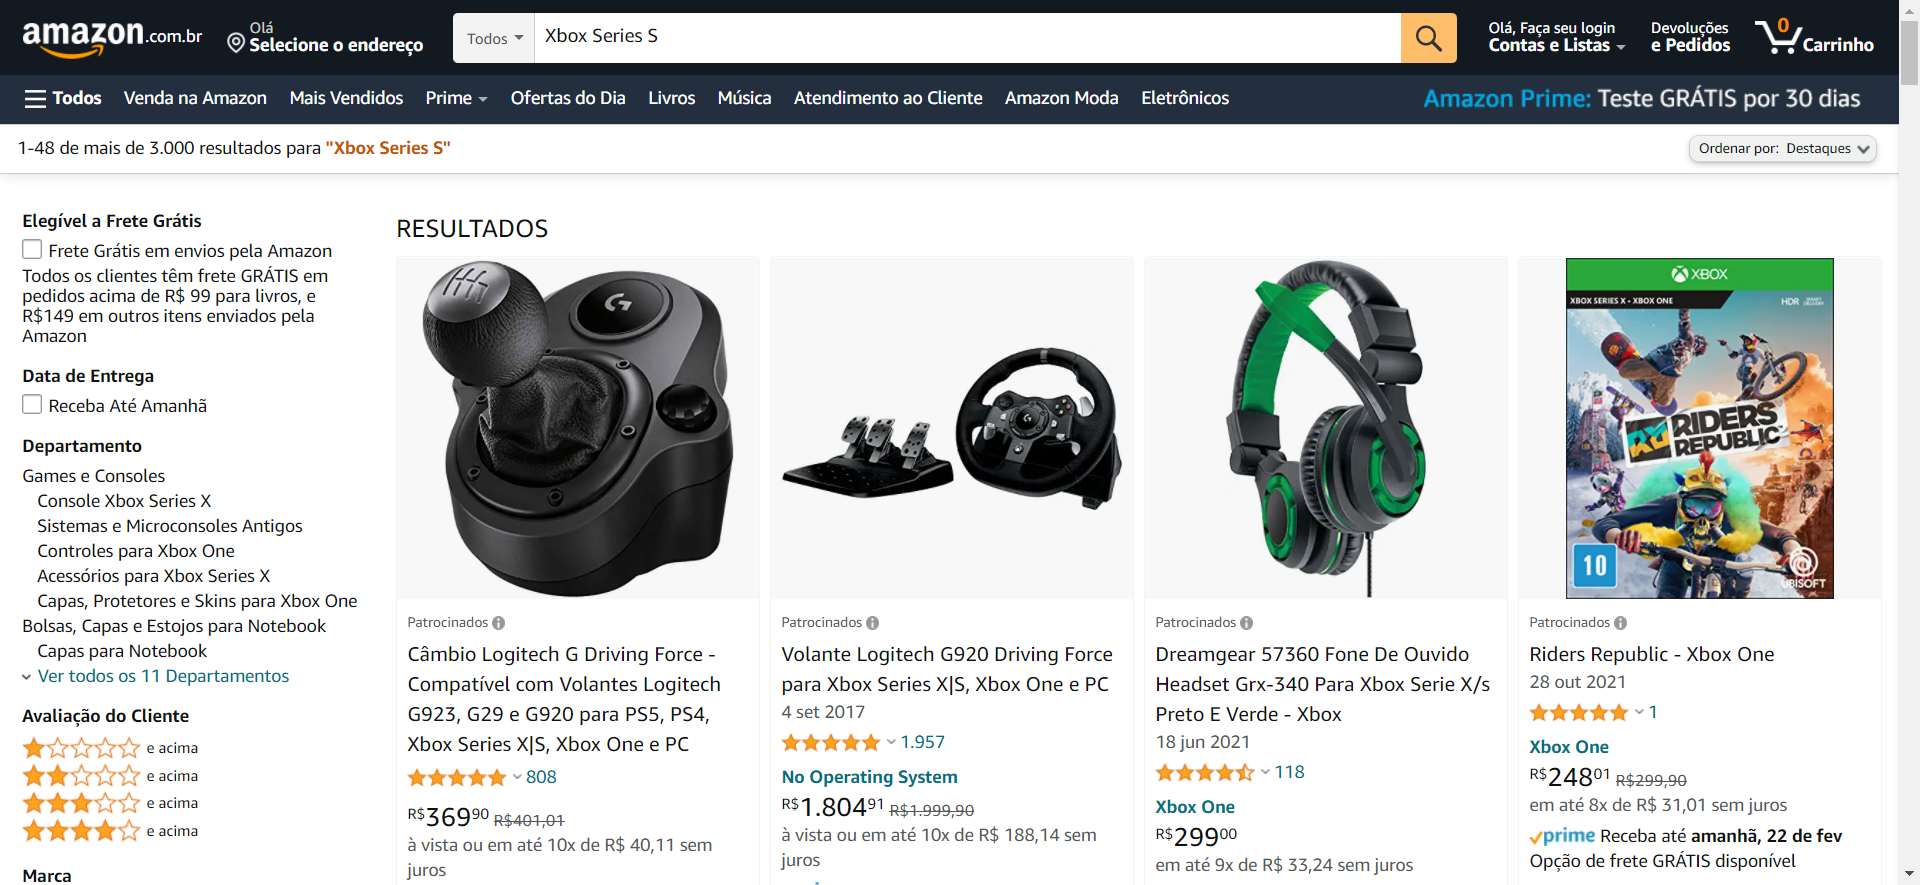 amazon.com.br
Olá
Selecione o endereço
Todos
Xbox Series S
Olá, Faça seu login
Contas e Listas
Devoluções
e Pedidos
0
Carrinho
Todos
Venda na Amazon
Mais Vendidos
Prime
Ofertas do Dia
Livros
Música
Atendimento ao Cliente
Amazon Moda
Eletrônicos
Amazon Prime: Teste GRÁTIS por 30 dias
1-48 de mais de 3.000 resultados para "Xbox Series S"
Ordenar por: Destaques
Elegível a Frete Grátis
Frete Grátis em envios pela Amazon
Todos os clientes têm frete GRÁTIS em
pedidos acima de R$ 99 para livros, e
R$149 em outros itens enviados pela
Amazon
Data de Entrega
Receba Até Amanhã
Departamento
Games e Consoles
Console Xbox Series X
Sistemas e Microconsoles Antigos
Controles para Xbox One
Acessórios para Xbox Series X
Capas, Protetores e Skins para Xbox One
Bolsas, Capas e Estojos para Notebook
Capas para Notebook
Ver todos os 11 Departamentos
Avaliação do Cliente
e acima
e acima
e acima
e acima
Marca
RESULTADOS
Patrocinados
Câmbio Logitech G Driving Force -
Compatível com Volantes Logitech
G923, G29 e G920 para PS5, PS4,
Xbox Series X|S, Xbox One e PC
808
R$369 90 R$401,01
à vista ou em até 10x de R$ 40,11 sem
juros
Patrocinados
Volante Logitech G920 Driving Force
para Xbox Series X|S, Xbox One e PC
4 set 2017
1.957
No Operating System
R$1.804 91 R$1.999,90
à vista ou em até 10x de R$ 188,14 sem
juros
Patrocinados
Dreamgear 57360 Fone De Ouvido
Headset Grx-340 Para Xbox Serie X/s
Preto E Verde - Xbox
18 jun 2021
118
Xbox One
R$299 00
em até 9x de R$ 33,24 sem juros
XBOX
XBOX SERIES X • XBOX ONE
HDR
RIDERS
REPUBLIC
10
UBISOFT
Patrocinados
Riders Republic - Xbox One
28 out 2021
1
Xbox One
R$248 01 R$299,90
em até 8x de R$ 31,01 sem juros
prime Receba até amanhã, 22 de fev
Opção de frete GRÁTIS disponível